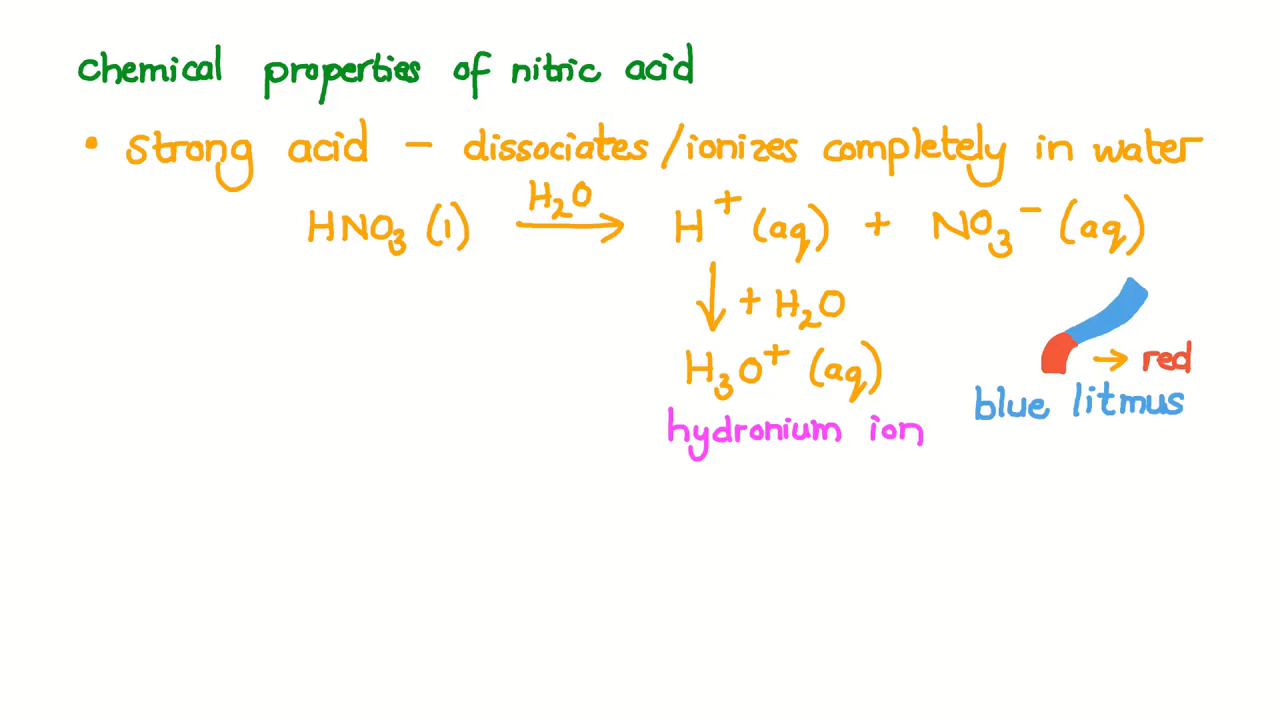 chemical properties of nitric acid
• strong acid – dissociates/ionizes completely in water
HNO₃ (l) H₂O → H⁺ (aq) + NO₃⁻ (aq)
↓ + H₂O
H₃O⁺ (aq) → red
blue litmus
hydronium ion